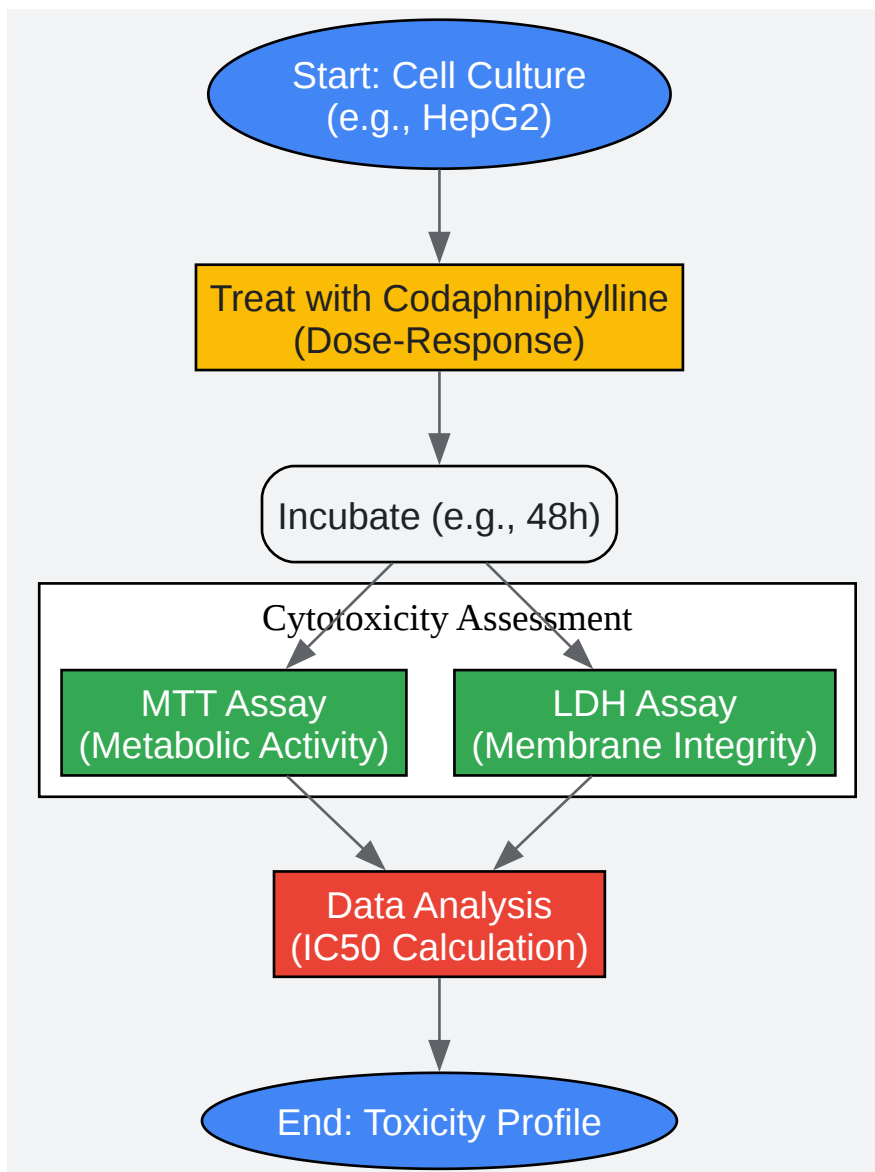 Start: Cell Culture
(e.g., HepG2)
Treat with Codaphniphylline
(Dose-Response)
Incubate (e.g., 48h)
Cytotoxicity Assessment
MTT Assay
(Metabolic Activity)
LDH Assay
(Membrane Integrity)
Data Analysis
(IC50 Calculation)
End: Toxicity Profile